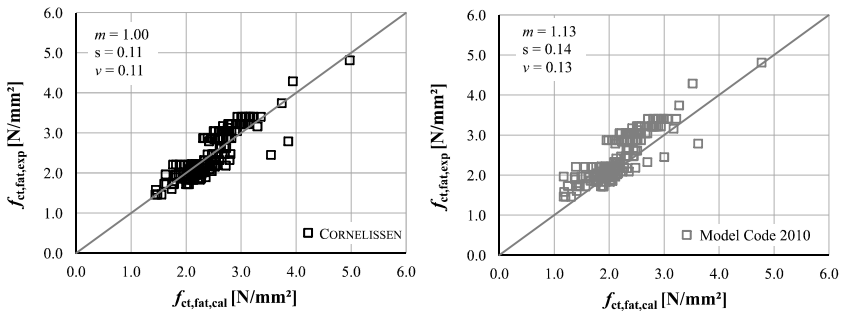 6.0
5.0
4.0
3.0
2.0
1.0
0.0
0.0 1.0 2.0 3.0 4.0 5.0 6.0
fct,fat,exp [N/mm²]
fct,fat,cal [N/mm²]
m = 1.00
s = 0.11
v = 0.11
CORNELISSEN
6.0
5.0
4.0
3.0
2.0
1.0
0.0
0.0 1.0 2.0 3.0 4.0 5.0 6.0
fct,fat,exp [N/mm²]
fct,fat,cal [N/mm²]
m = 1.13
s = 0.14
v = 0.13
Model Code 2010